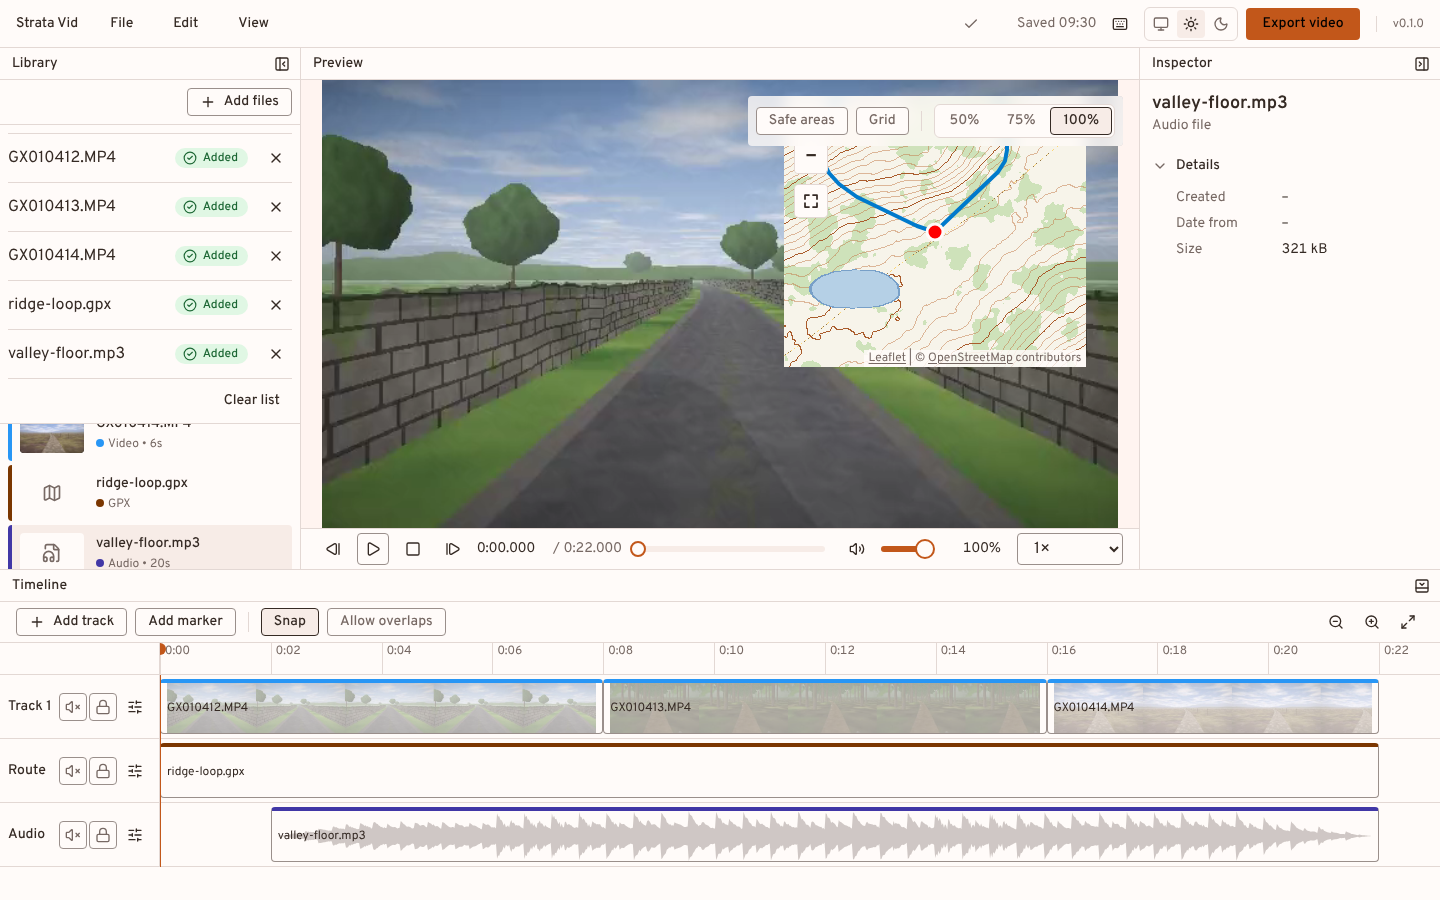 Strata Vid File Edit View Saved 09:30 Export video v0.1.0
Library
Add files
GX010412.MP4 Added
GX010413.MP4 Added
GX010414.MP4 Added
ridge-loop.gpx Added
valley-floor.mp3 Added
Clear list
GX010414.MP4
Video • 6s
ridge-loop.gpx
GPX
valley-floor.mp3
Audio • 20s
Preview
Safe areas Grid 50% 75% 100%
Leaflet | © OpenStreetMap contributors
0:00.000 / 0:22.000 100% 1×
Inspector
valley-floor.mp3
Audio file
Details
Created –
Date from –
Size 321 kB
Timeline
Add track Add marker Snap Allow overlaps
0:00 0:02 0:04 0:06 0:08 0:10 0:12 0:14 0:16 0:18 0:20 0:22
Track 1 GX010412.MP4 GX010413.MP4 GX010414.MP4
Route ridge-loop.gpx
Audio valley-floor.mp3